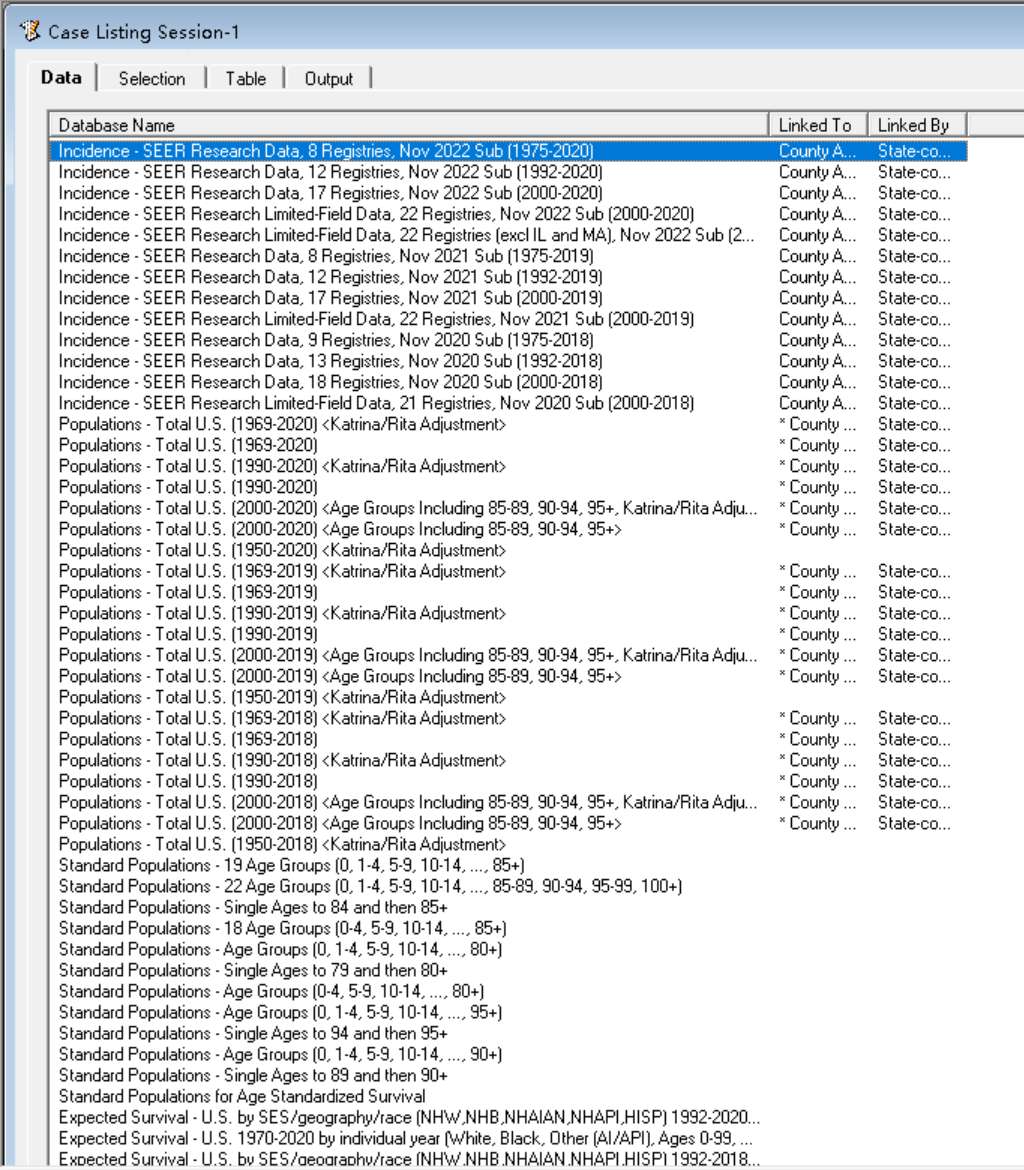 Case Listing Session-1
Data Selection Table Output
Database Name Linked To Linked By
Incidence - SEER Research Data, 8 Registries, Nov 2022 Sub (1975-2020) County A... State-co...
Incidence - SEER Research Data, 12 Registries, Nov 2022 Sub (1992-2020) County A... State-co...
Incidence - SEER Research Data, 17 Registries, Nov 2022 Sub (2000-2020) County A... State-co...
Incidence - SEER Research Limited-Field Data, 22 Registries, Nov 2022 Sub (2000-2020) County A... State-co...
Incidence - SEER Research Limited-Field Data, 22 Registries (excl IL and MA), Nov 2022 Sub (2... County A... State-co...
Incidence - SEER Research Data, 8 Registries, Nov 2021 Sub (1975-2019) County A... State-co...
Incidence - SEER Research Data, 12 Registries, Nov 2021 Sub (1992-2019) County A... State-co...
Incidence - SEER Research Data, 17 Registries, Nov 2021 Sub (2000-2019) County A... State-co...
Incidence - SEER Research Limited-Field Data, 22 Registries, Nov 2021 Sub (2000-2019) County A... State-co...
Incidence - SEER Research Data, 9 Registries, Nov 2020 Sub (1975-2018) County A... State-co...
Incidence - SEER Research Data, 13 Registries, Nov 2020 Sub (1992-2018) County A... State-co...
Incidence - SEER Research Data, 18 Registries, Nov 2020 Sub (2000-2018) County A... State-co...
Incidence - SEER Research Limited-Field Data, 21 Registries, Nov 2020 Sub (2000-2018) County A... State-co...
Populations - Total U.S. (1969-2020) <Katrina/Rita Adjustment> * County ... State-co...
Populations - Total U.S. (1969-2020) * County ... State-co...
Populations - Total U.S. (1990-2020) <Katrina/Rita Adjustment> * County ... State-co...
Populations - Total U.S. (1990-2020) * County ... State-co...
Populations - Total U.S. (2000-2020) <Age Groups Including 85-89, 90-94, 95+, Katrina/Rita Adju... * County ... State-co...
Populations - Total U.S. (2000-2020) <Age Groups Including 85-89, 90-94, 95+> * County ... State-co...
Populations - Total U.S. (1950-2020) <Katrina/Rita Adjustment>
Populations - Total U.S. (1969-2019) <Katrina/Rita Adjustment> * County ... State-co...
Populations - Total U.S. (1969-2019) * County ... State-co...
Populations - Total U.S. (1990-2019) <Katrina/Rita Adjustment> * County ... State-co...
Populations - Total U.S. (1990-2019) * County ... State-co...
Populations - Total U.S. (2000-2019) <Age Groups Including 85-89, 90-94, 95+, Katrina/Rita Adju... * County ... State-co...
Populations - Total U.S. (2000-2019) <Age Groups Including 85-89, 90-94, 95+> * County ... State-co...
Populations - Total U.S. (1950-2019) <Katrina/Rita Adjustment>
Populations - Total U.S. (1969-2018) <Katrina/Rita Adjustment> * County ... State-co...
Populations - Total U.S. (1969-2018) * County ... State-co...
Populations - Total U.S. (1990-2018) <Katrina/Rita Adjustment> * County ... State-co...
Populations - Total U.S. (1990-2018) * County ... State-co...
Populations - Total U.S. (2000-2018) <Age Groups Including 85-89, 90-94, 95+, Katrina/Rita Adju... * County ... State-co...
Populations - Total U.S. (2000-2018) <Age Groups Including 85-89, 90-94, 95+> * County ... State-co...
Populations - Total U.S. (1950-2018) <Katrina/Rita Adjustment>
Standard Populations - 19 Age Groups (0, 1-4, 5-9, 10-14, ..., 85+)
Standard Populations - 22 Age Groups (0, 1-4, 5-9, 10-14, ..., 85-89, 90-94, 95-99, 100+)
Standard Populations - Single Ages to 84 and then 85+
Standard Populations - 18 Age Groups (0-4, 5-9, 10-14, ..., 85+)
Standard Populations - Age Groups (0, 1-4, 5-9, 10-14, ..., 80+)
Standard Populations - Single Ages to 79 and then 80+
Standard Populations - Age Groups (0-4, 5-9, 10-14, ..., 80+)
Standard Populations - Age Groups (0, 1-4, 5-9, 10-14, ..., 95+)
Standard Populations - Single Ages to 94 and then 95+
Standard Populations - Age Groups (0, 1-4, 5-9, 10-14, ..., 90+)
Standard Populations - Single Ages to 89 and then 90+
Standard Populations for Age Standardized Survival
Expected Survival - U.S. by SES/geography/race (NHW,NHB,NHAIAN,NHAPI,HISP) 1992-2020...
Expected Survival - U.S. 1970-2020 by individual year (White, Black, Other (AI/API), Ages 0-99, ...
Expected Survival - U.S. by SES/geography/race (NHW,NHB,NHAIAN,NHAPI,HISP) 1992-2018...